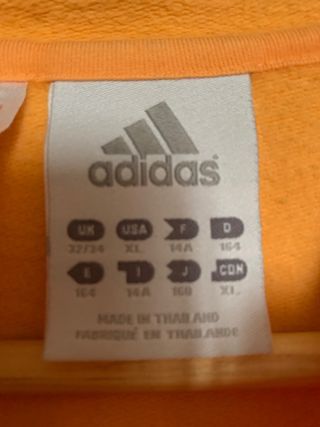 adidas
UK USA F D
32/34 XL 14A 164
E I J CDN
164 14A 160 XL
MADE IN THAILAND
FABRIQUÉ EN THAILANDE